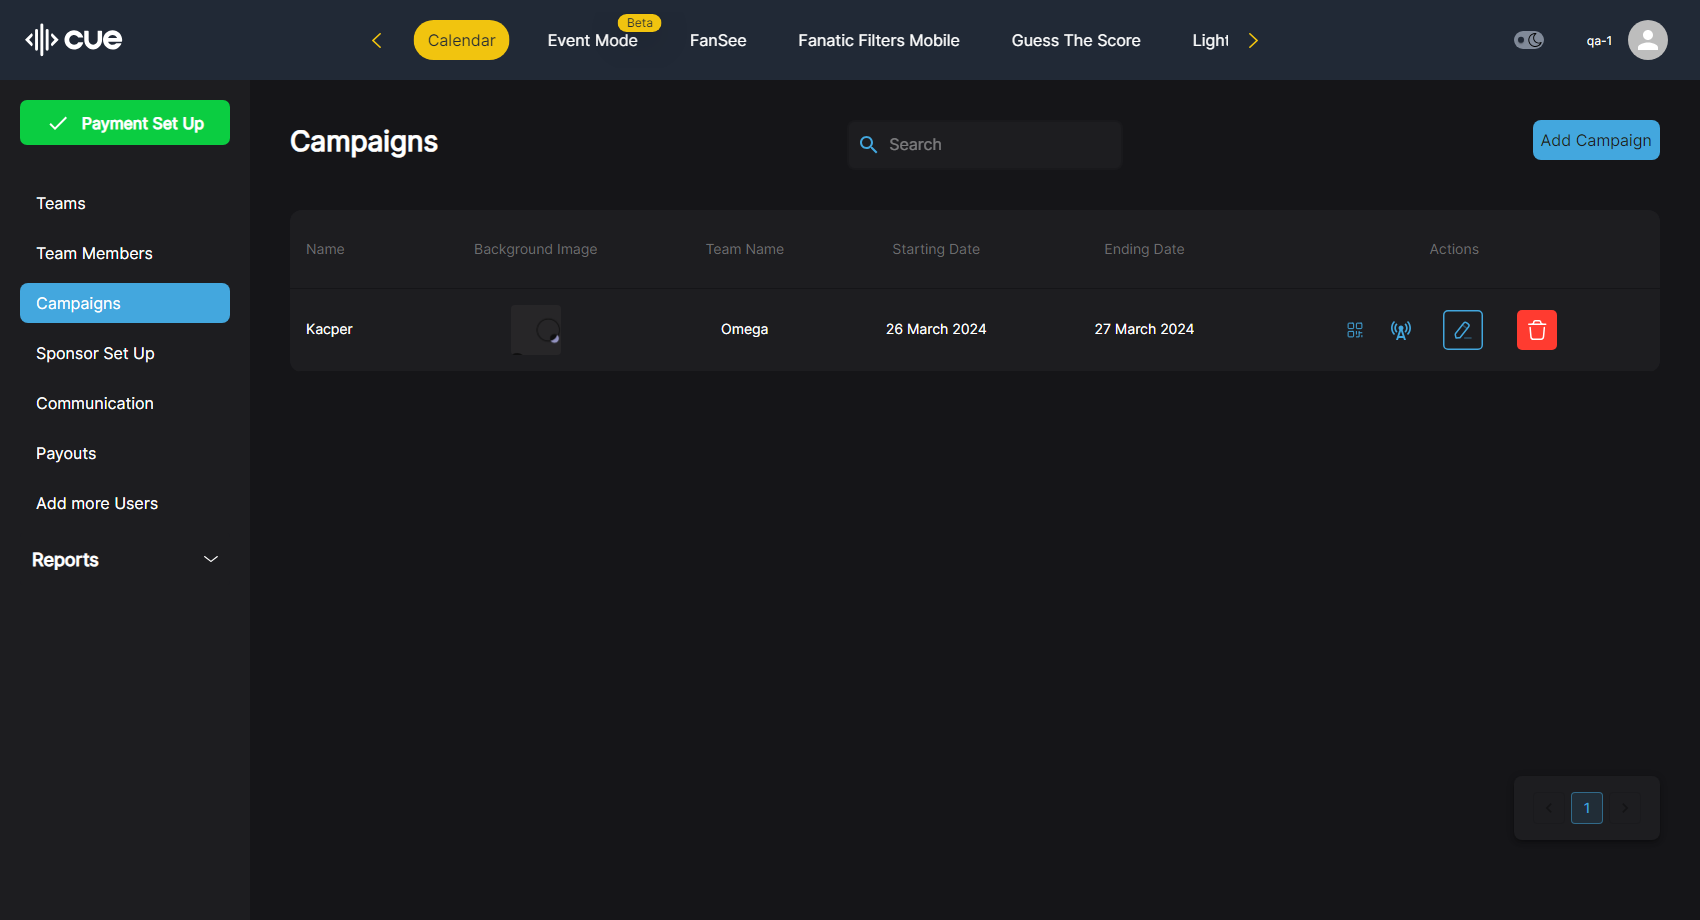 cue
Calendar
Event Mode
Beta
FanSee
Fanatic Filters Mobile
Guess The Score
Light
qa-1
Payment Set Up
Teams
Team Members
Campaigns
Sponsor Set Up
Communication
Payouts
Add more Users
Reports
Campaigns
Search
Add Campaign
Name Background Image Team Name Starting Date Ending Date Actions
Kacper Omega 26 March 2024 27 March 2024
1